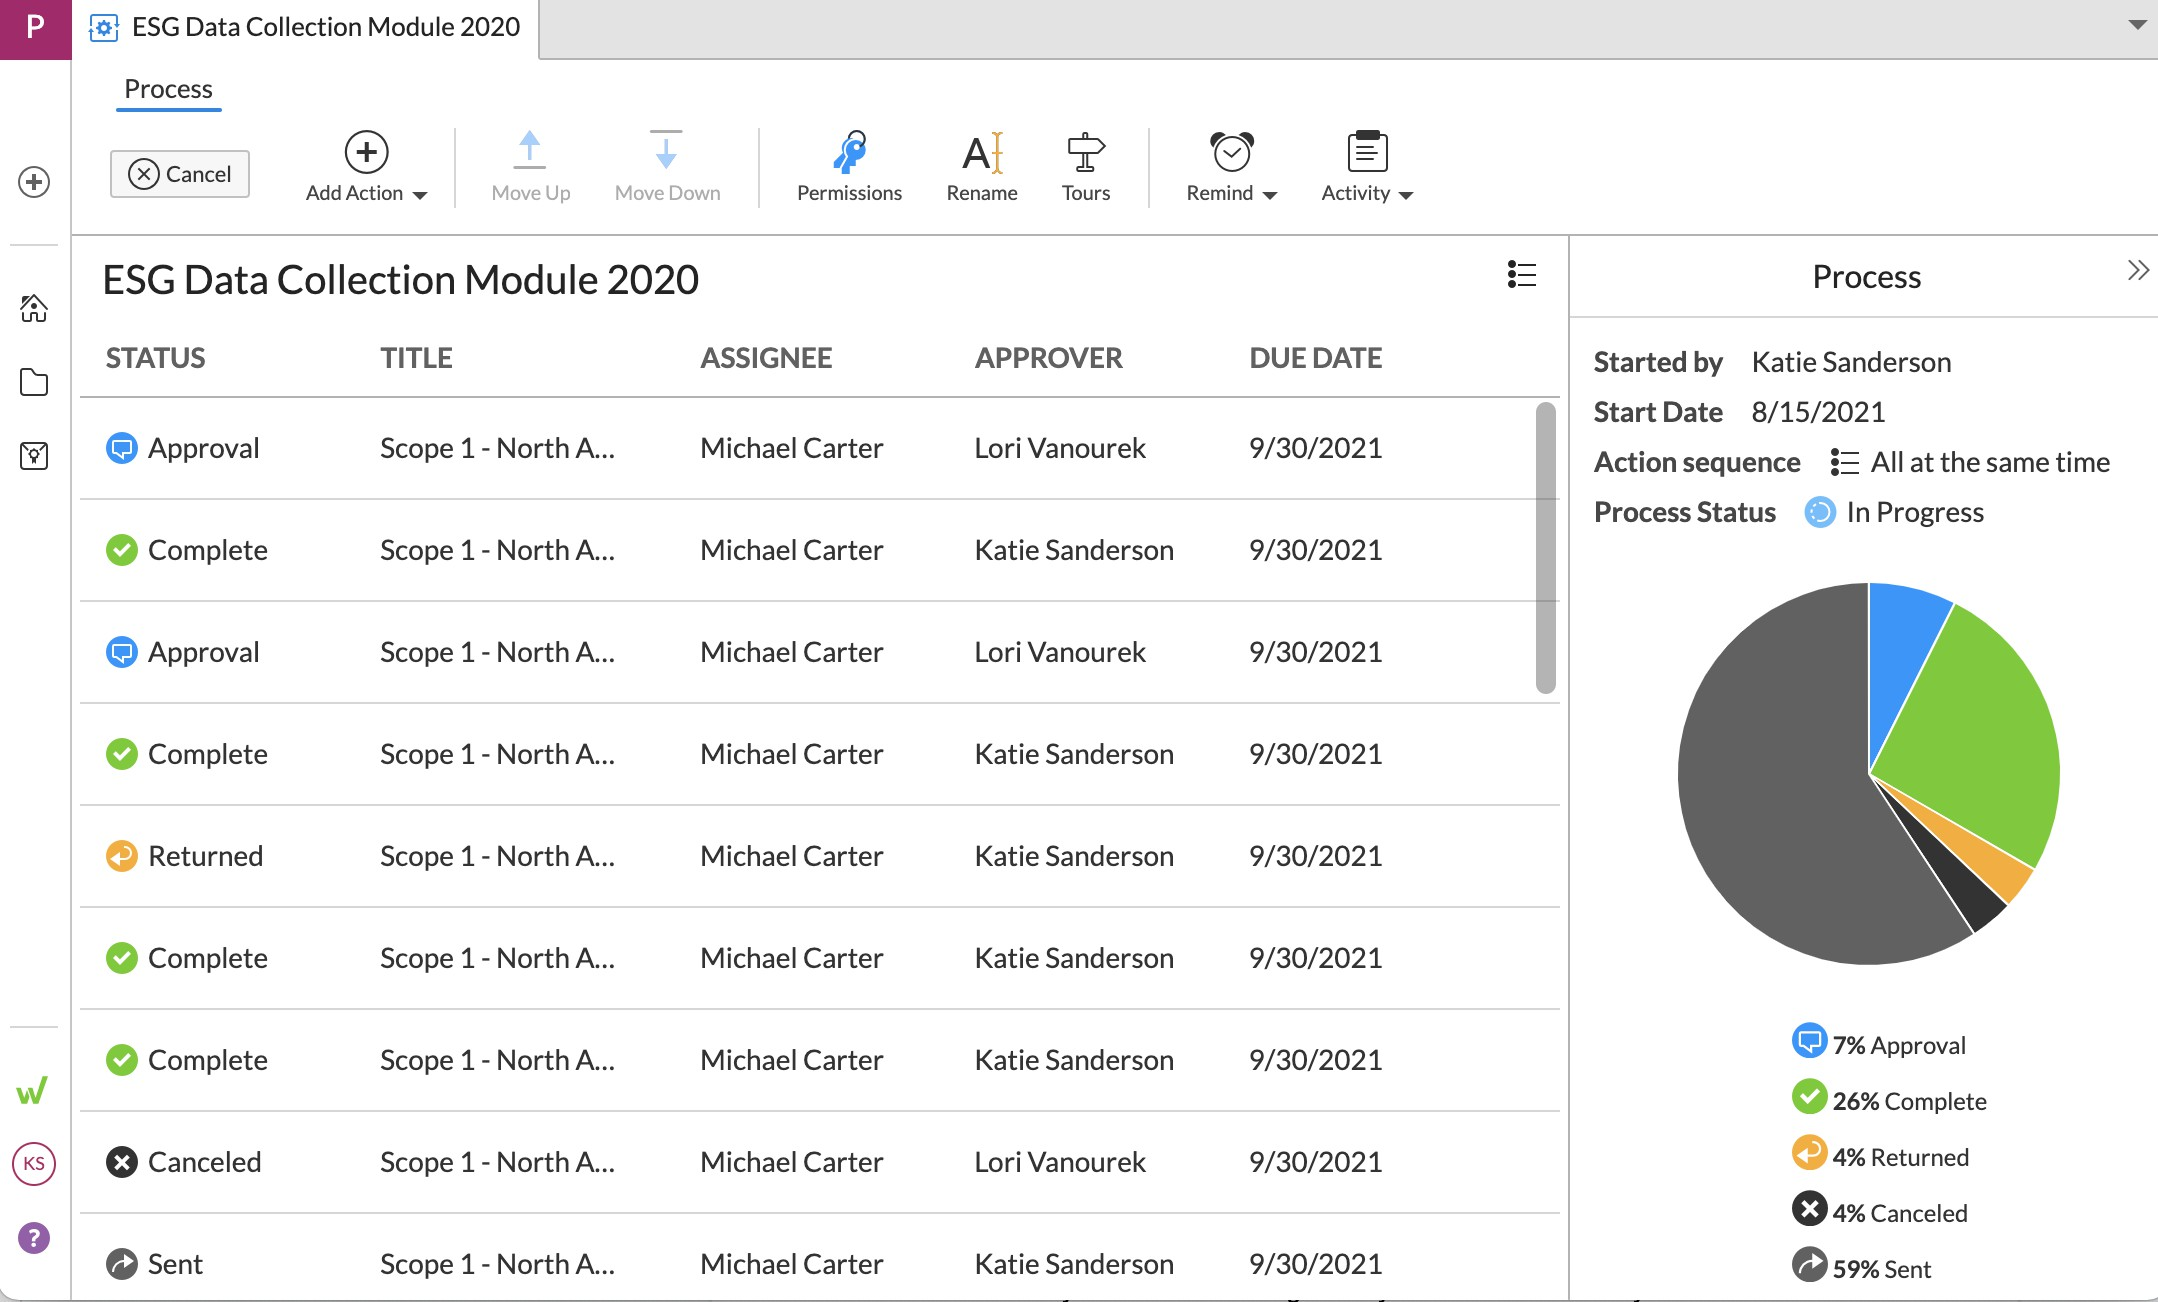 P
ESG Data Collection Module 2020
Process
Cancel
Add Action
Move Up
Move Down
Permissions
Rename
Tours
Remind
Activity
ESG Data Collection Module 2020
STATUS TITLE ASSIGNEE APPROVER DUE DATE
Approval Scope 1 - North A... Michael Carter Lori Vanourek 9/30/2021
Complete Scope 1 - North A... Michael Carter Katie Sanderson 9/30/2021
Approval Scope 1 - North A... Michael Carter Lori Vanourek 9/30/2021
Complete Scope 1 - North A... Michael Carter Katie Sanderson 9/30/2021
Returned Scope 1 - North A... Michael Carter Katie Sanderson 9/30/2021
Complete Scope 1 - North A... Michael Carter Katie Sanderson 9/30/2021
Complete Scope 1 - North A... Michael Carter Katie Sanderson 9/30/2021
Canceled Scope 1 - North A... Michael Carter Lori Vanourek 9/30/2021
Sent Scope 1 - North A... Michael Carter Katie Sanderson 9/30/2021
Process
Started by Katie Sanderson
Start Date 8/15/2021
Action sequence All at the same time
Process Status In Progress
7% Approval
26% Complete
4% Returned
4% Canceled
59% Sent
w
KS
?